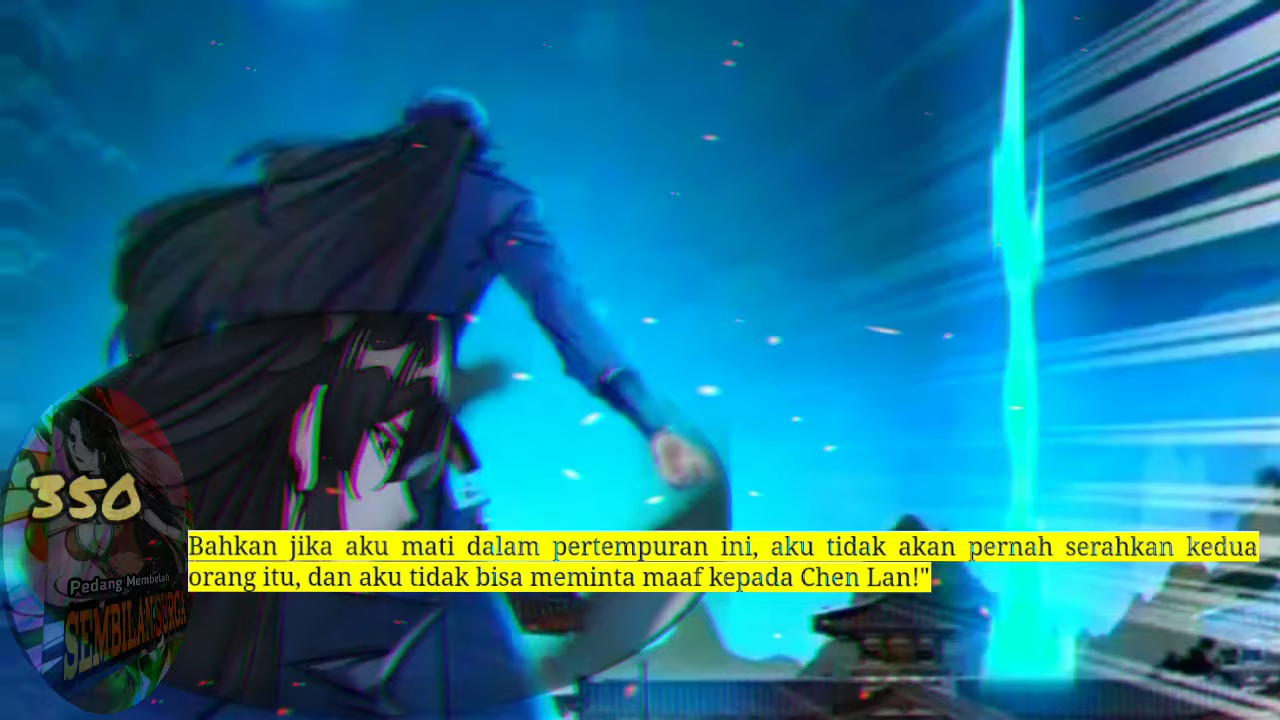 350
Bahkan jika aku mati dalam pertempuran ini, aku tidak akan pernah serahkan kedua
orang itu, dan aku tidak bisa meminta maaf kepada Chen Lan!"
Pedang Membelah
SEMBILAN SURGA